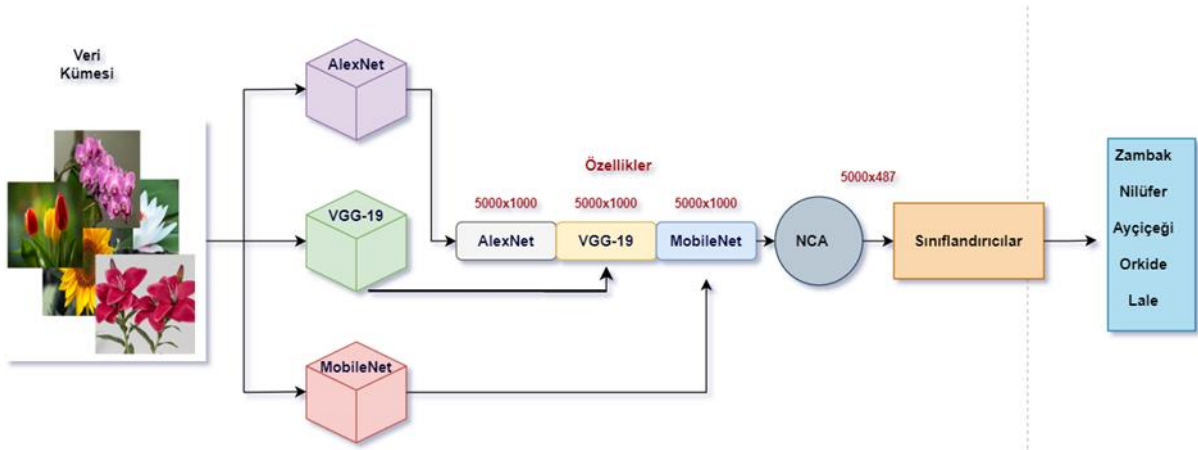 Veri
Kümesi
AlexNet
VGG-19
MobileNet
Özellikler
5000x1000
5000x1000
5000x1000
AlexNet
VGG-19
MobileNet
NCA
5000x487
Sınıflandırıcılar
Zambak
Nilüfer
Ayçiçeği
Orkide
Lale